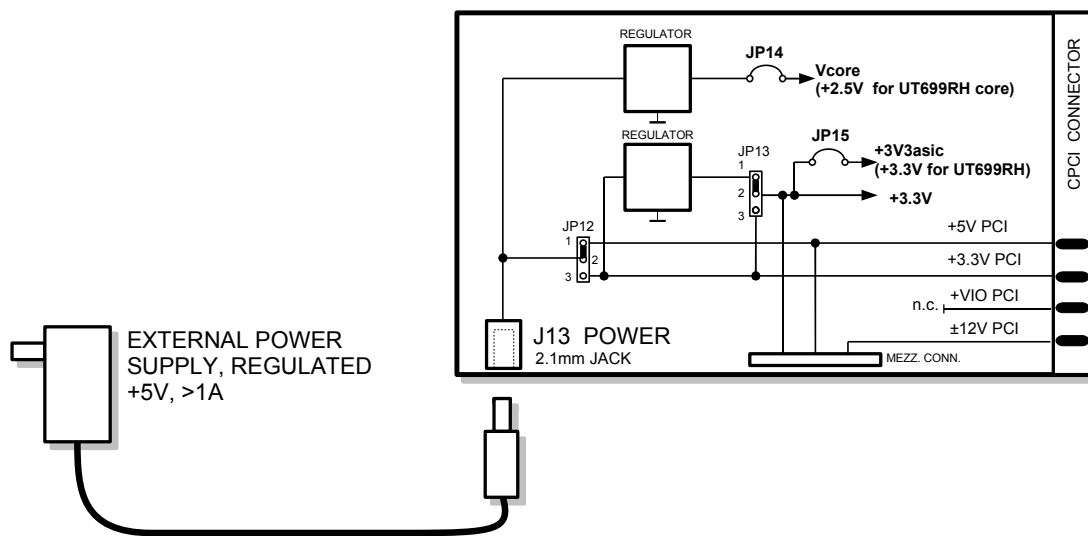 REGULATOR
JP14
Vcore
(+2.5V for UT699RH core)
REGULATOR
JP13
1
2
3
JP15
+3V3asic
(+3.3V for UT699RH)
+3.3V
CPCI CONNECTOR
JP12
1
2
3
+5V PCI
+3.3V PCI
n.c.
+VIO PCI
±12V PCI
J13 POWER
2.1mm JACK
MEZZ. CONN.
EXTERNAL POWER
SUPPLY, REGULATED
+5V, >1A